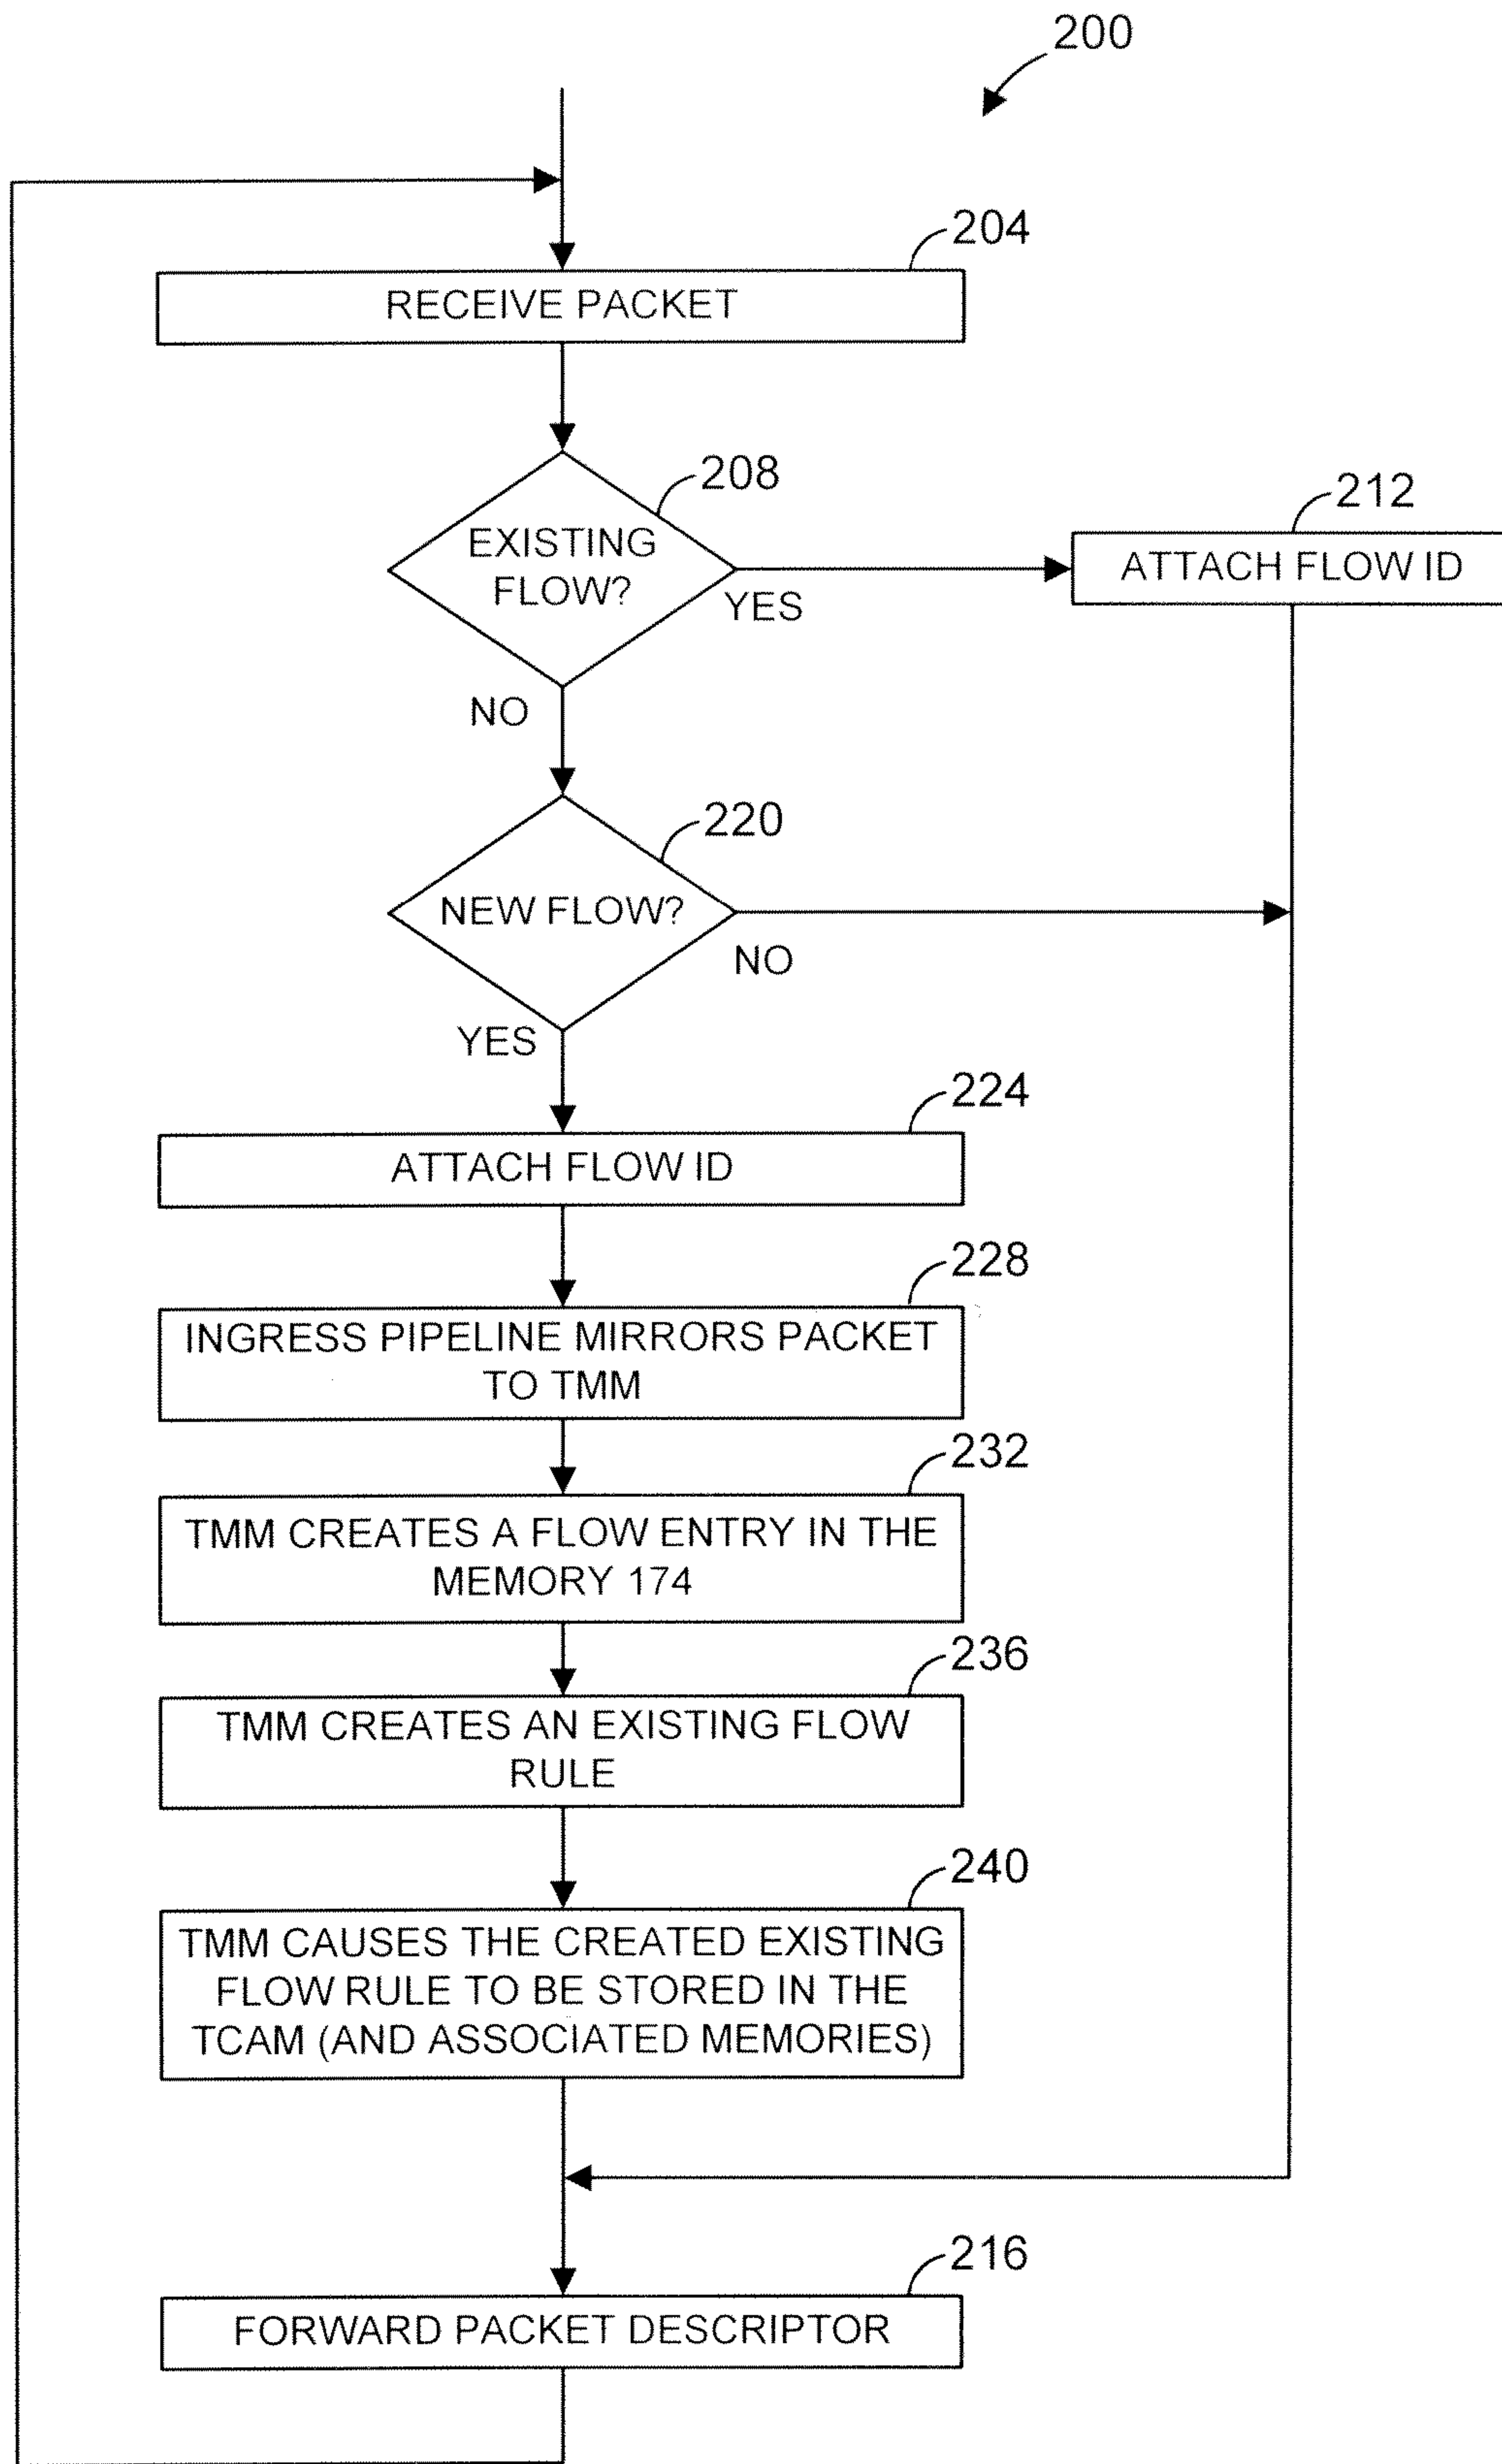 200
204
RECEIVE PACKET
208
EXISTING
FLOW?
YES
212
ATTACH FLOW ID
NO
220
NEW FLOW?
NO
YES
224
ATTACH FLOW ID
228
INGRESS PIPELINE MIRRORS PACKET
TO TMM
232
TMM CREATES A FLOW ENTRY IN THE
MEMORY 174
236
TMM CREATES AN EXISTING FLOW
RULE
240
TMM CAUSES THE CREATED EXISTING
FLOW RULE TO BE STORED IN THE
TCAM (AND ASSOCIATED MEMORIES)
216
FORWARD PACKET DESCRIPTOR